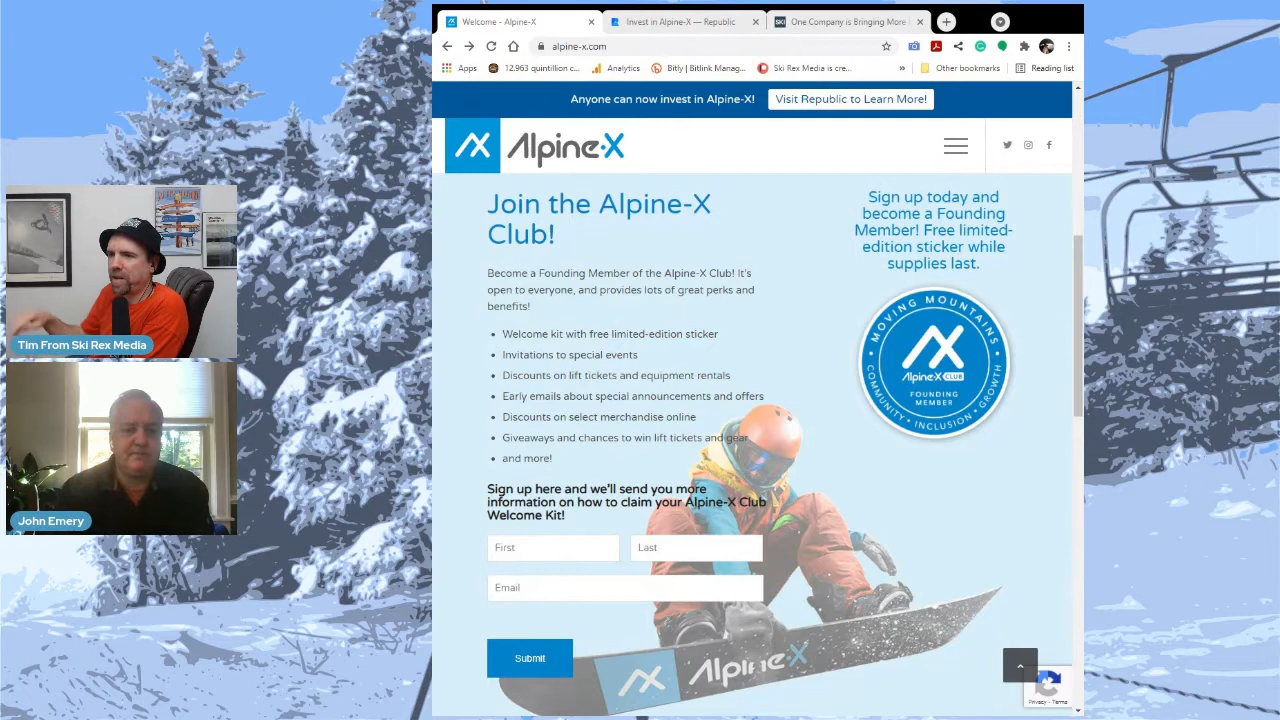 Welcome - Alpine-X
Invest in Alpine-X — Republic
One Company is Bringing More
alpine-x.com
Apps
12.963 quintillion c...
Analytics
Bitly | Bitlink Manag...
Ski Rex Media is cre...
»
Other bookmarks
Reading list
Anyone can now invest in Alpine-X!
Visit Republic to Learn More!
Alpine-X
Join the Alpine-X
Club!
Become a Founding Member of the Alpine-X Club! It's
open to everyone, and provides lots of great perks and
benefits!
• Welcome kit with free limited-edition sticker
• Invitations to special events
• Discounts on lift tickets and equipment rentals
• Early emails about special announcements and offers
• Discounts on select merchandise online
• Giveaways and chances to win lift tickets and gear
• and more!
Sign up here and we'll send you more
information on how to claim your Alpine-X Club
Welcome Kit!
First
Last
Email
Submit
Sign up today and
become a Founding
Member! Free limited-
edition sticker while
supplies last.
MOVING MOUNTAINS
Alpine-X CLUB
FOUNDING
MEMBER
COMMUNITY • INCLUSION • GROWTH
Alpine-X
Privacy - Terms
Tim From Ski Rex Media
John Emery